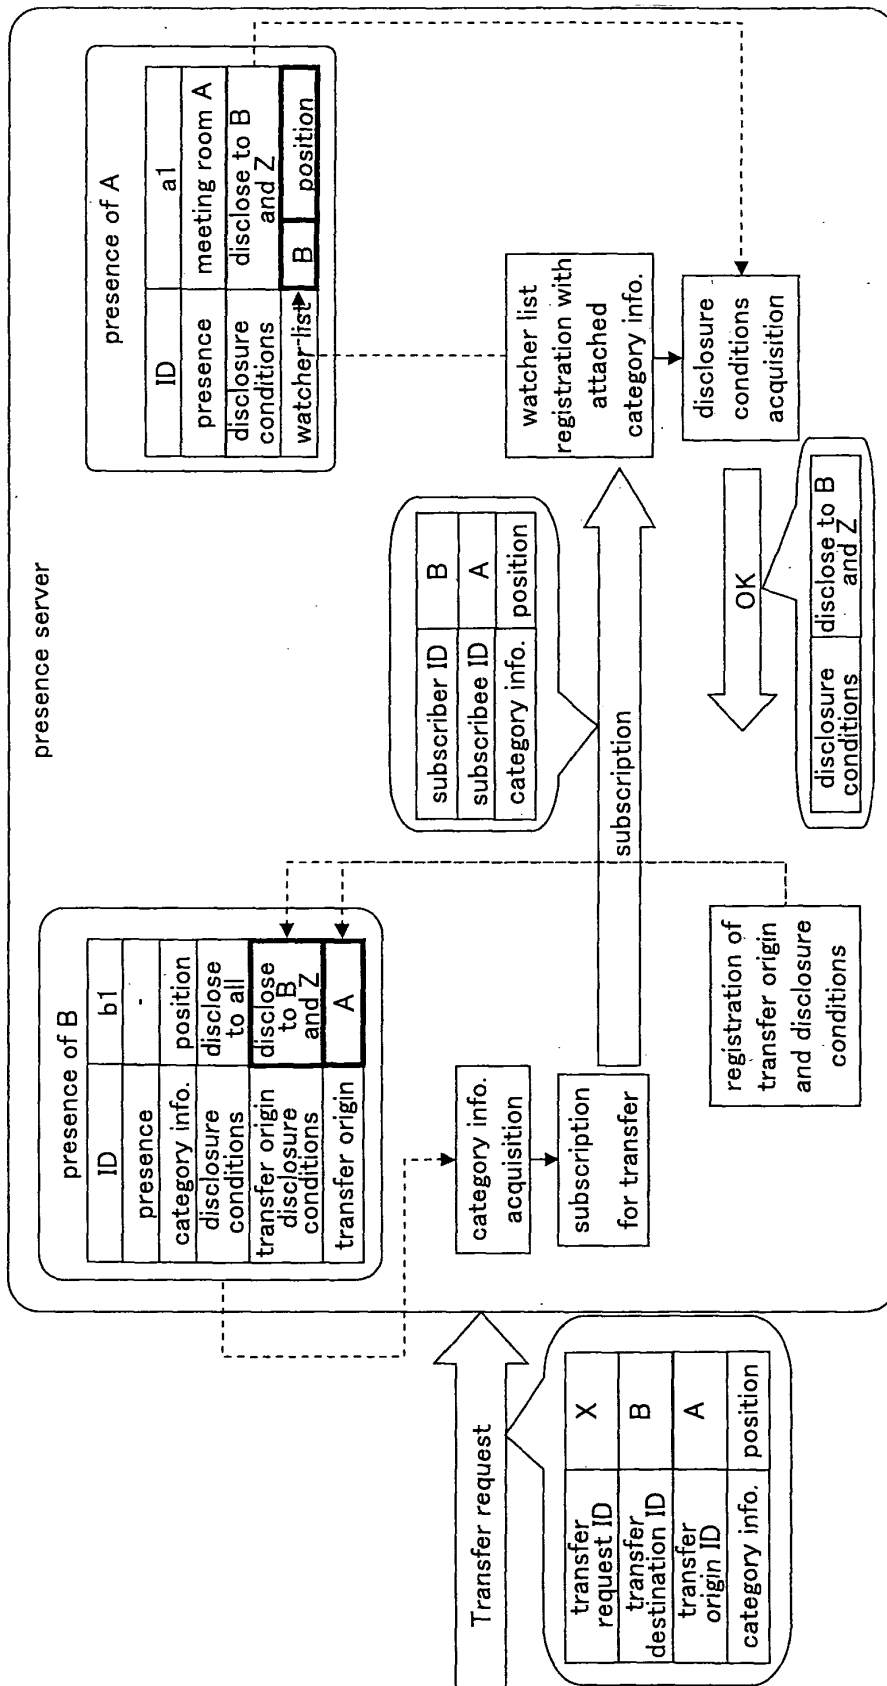 presence server
presence of B
ID
b1
presence
-
category info.
position
disclosure
conditions
disclose
to all
transfer origin
disclosure
conditions
disclose
to B
and Z
transfer origin
A
presence of A
ID
a1
presence
meeting room A
disclosure
conditions
disclose to B
and Z
watcher list
B
position
Transfer request
transfer
request ID
X
transfer
destination ID
B
transfer
origin ID
A
category info.
position
category info.
acquisition
subscription
for transfer
subscription
subscriber ID
B
subscribee ID
A
category info.
position
watcher list
registration with
attached
category info.
disclosure
conditions
acquisition
OK
disclosure
conditions
disclose to B
and Z
registration of
transfer origin
and disclosure
conditions